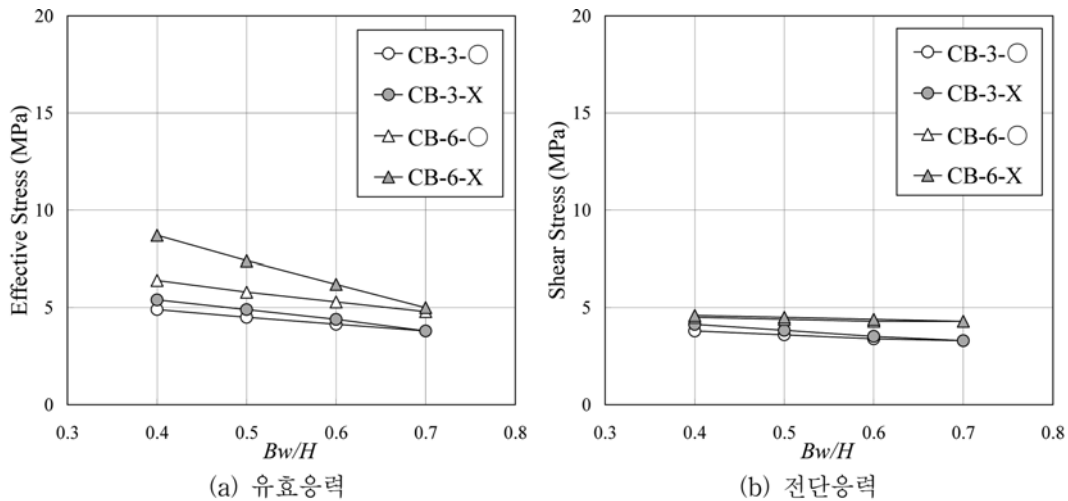 Effective Stress (MPa)
20
15
10
5
0
0.3 0.4 0.5 0.6 0.7 0.8
Bw/H
CB-3-○
CB-3-X
CB-6-○
CB-6-X
(a) 유효응력
Shear Stress (MPa)
20
15
10
5
0
0.3 0.4 0.5 0.6 0.7 0.8
Bw/H
CB-3-○
CB-3-X
CB-6-○
CB-6-X
(b) 전단응력